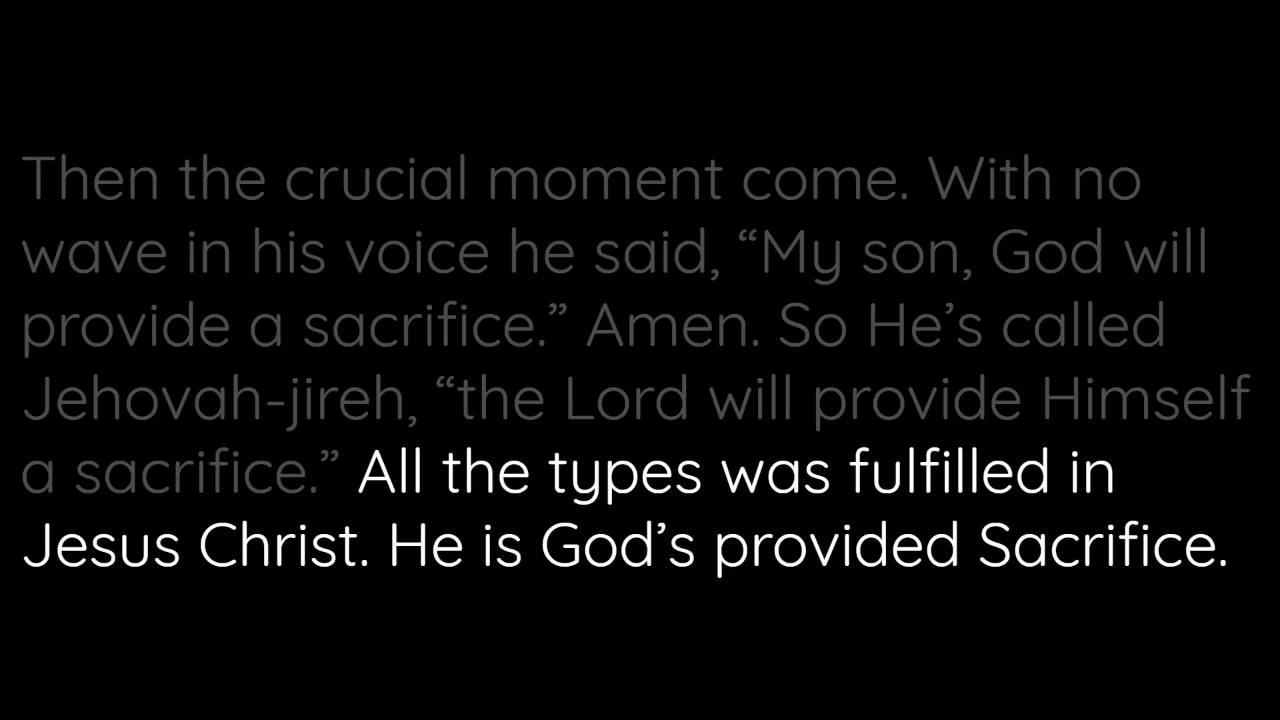 Then the crucial moment come. With no
wave in his voice he said, “My son, God will
provide a sacrifice.” Amen. So He’s called
Jehovah-jireh, “the Lord will provide Himself
a sacrifice.” All the types was fulfilled in
Jesus Christ. He is God’s provided Sacrifice.